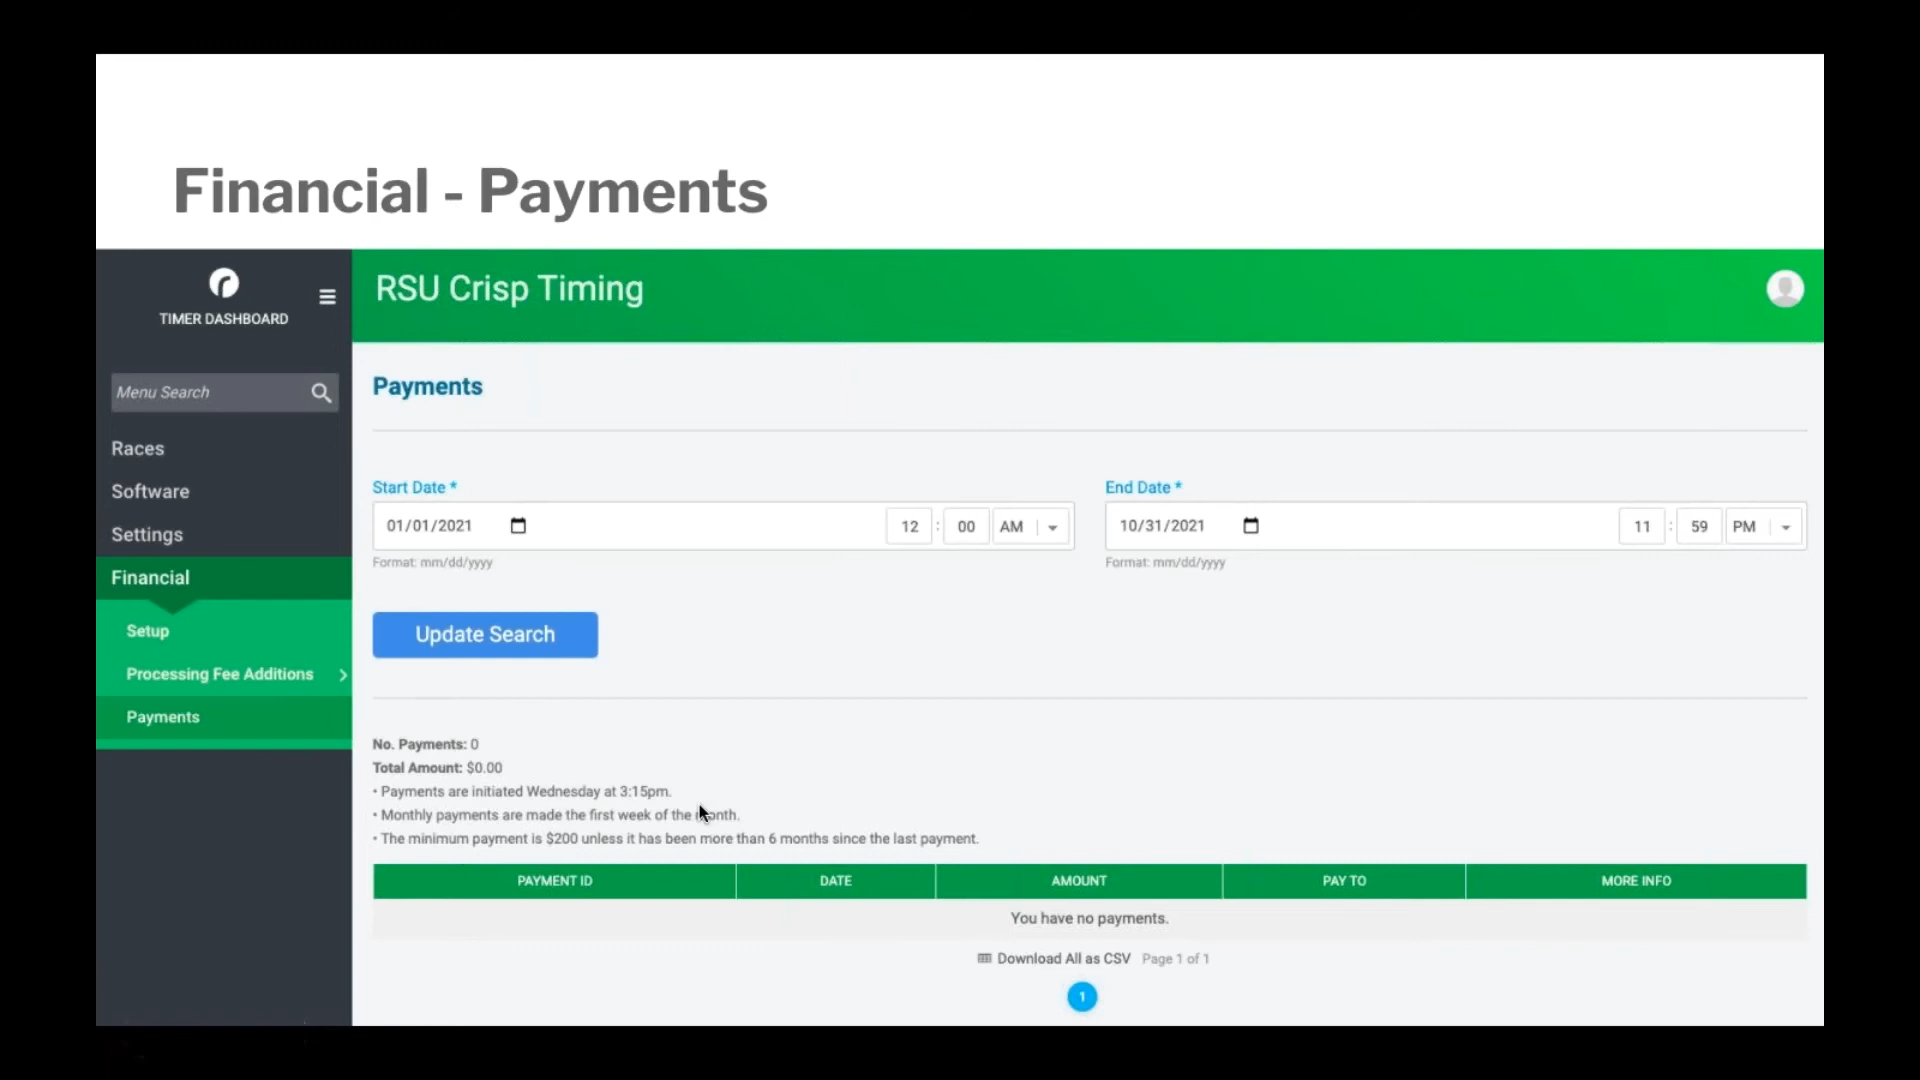 Financial - Payments
TIMER DASHBOARD
RSU Crisp Timing
Menu Search
Races
Software
Settings
Financial
Setup
Processing Fee Additions
Payments
Payments
Start Date *
01/01/2021 12 : 00 AM
Format: mm/dd/yyyy
End Date *
10/31/2021 11 : 59 PM
Format: mm/dd/yyyy
Update Search
No. Payments: 0
Total Amount: $0.00
• Payments are initiated Wednesday at 3:15pm.
• Monthly payments are made the first week of the month.
• The minimum payment is $200 unless it has been more than 6 months since the last payment.
PAYMENT ID DATE AMOUNT PAY TO MORE INFO
You have no payments.
Download All as CSV Page 1 of 1
1